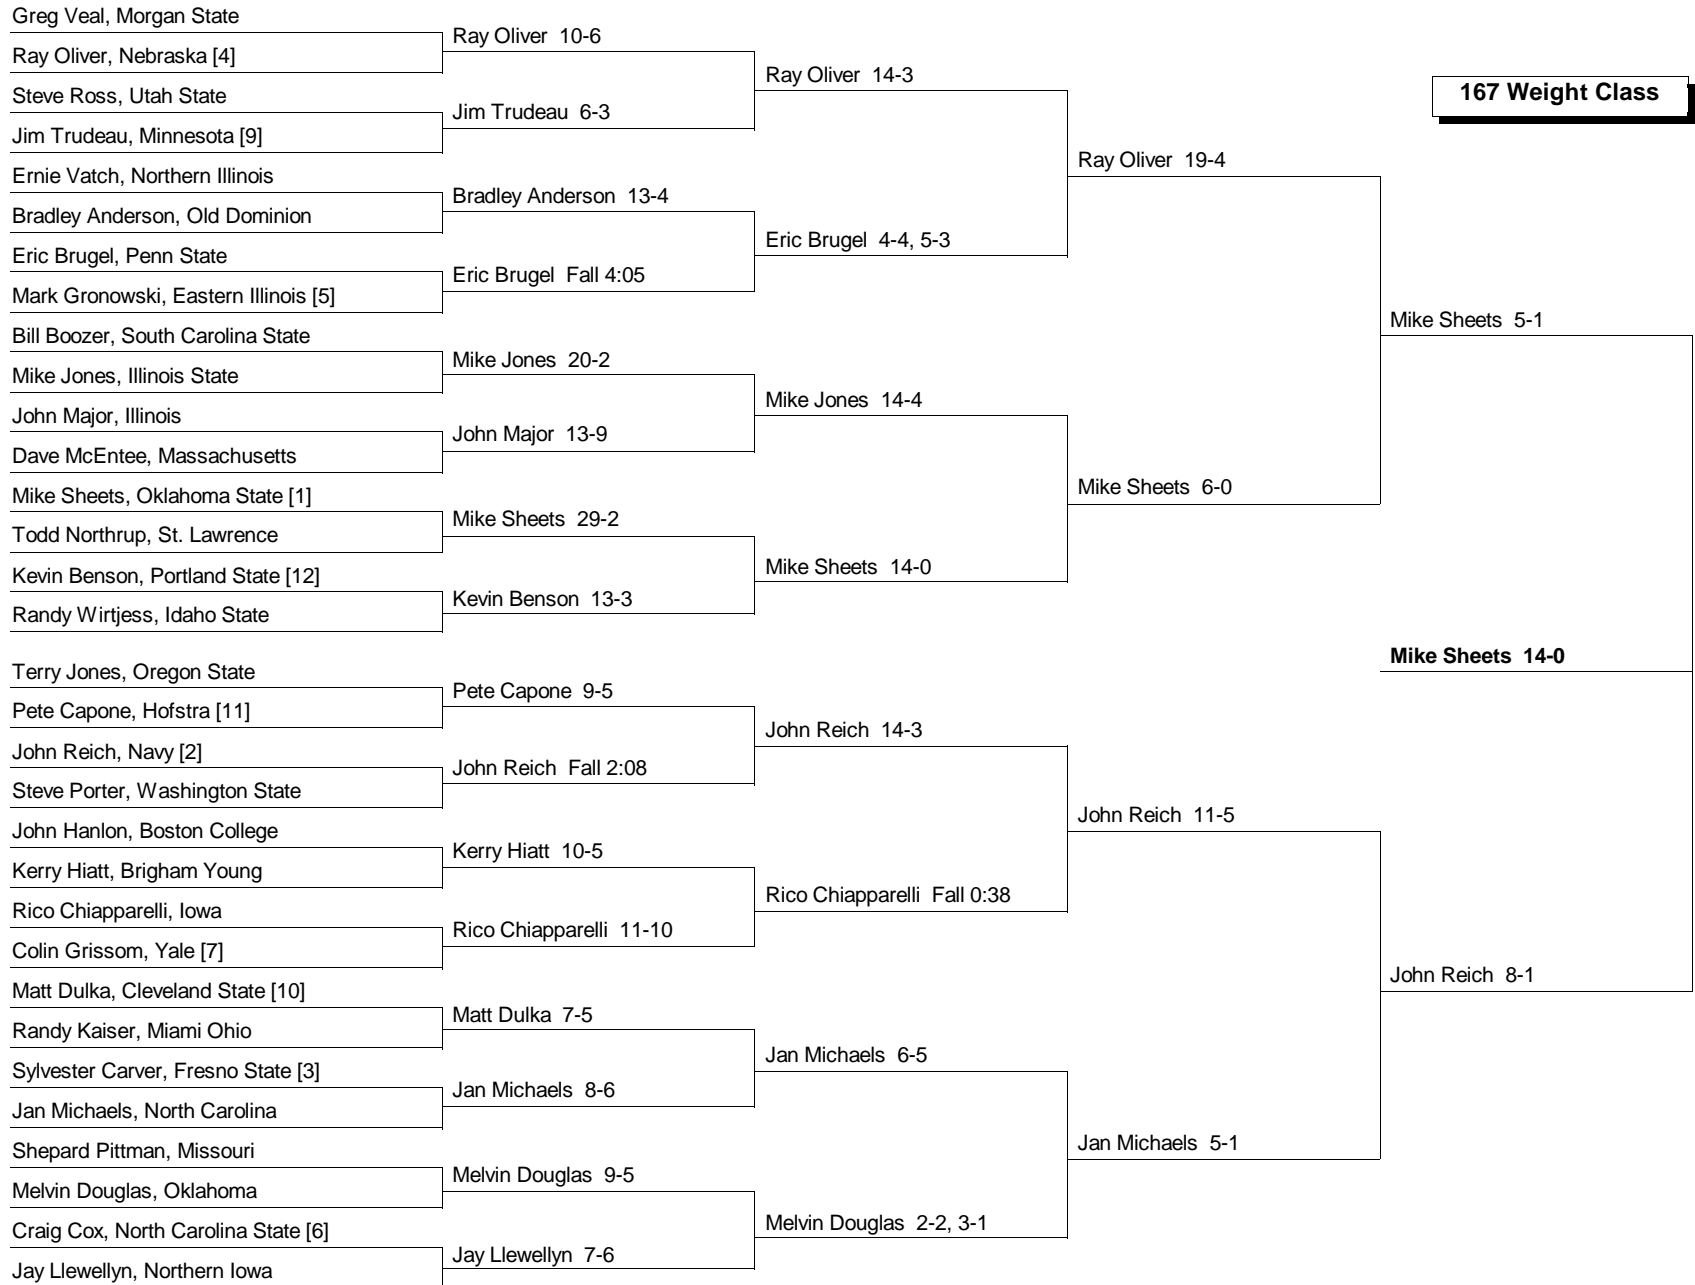 Greg Veal, Morgan State
Ray Oliver, Nebraska [4]
Steve Ross, Utah State
Jim Trudeau, Minnesota [9]
Ernie Vatch, Northern Illinois
Bradley Anderson, Old Dominion
Eric Brugel, Penn State
Mark Gronowski, Eastern Illinois [5]
Bill Boozer, South Carolina State
Mike Jones, Illinois State
John Major, Illinois
Dave McEntee, Massachusetts
Mike Sheets, Oklahoma State [1]
Todd Northrup, St. Lawrence
Kevin Benson, Portland State [12]
Randy Wirtjess, Idaho State
Terry Jones, Oregon State
Pete Capone, Hofstra [11]
John Reich, Navy [2]
Steve Porter, Washington State
John Hanlon, Boston College
Kerry Hiatt, Brigham Young
Rico Chiapparelli, Iowa
Colin Grissom, Yale [7]
Matt Dulka, Cleveland State [10]
Randy Kaiser, Miami Ohio
Sylvester Carver, Fresno State [3]
Jan Michaels, North Carolina
Shepard Pittman, Missouri
Melvin Douglas, Oklahoma
Craig Cox, North Carolina State [6]
Jay Llewellyn, Northern Iowa
Ray Oliver 10-6
Jim Trudeau 6-3
Bradley Anderson 13-4
Eric Brugel Fall 4:05
Mike Jones 20-2
John Major 13-9
Mike Sheets 29-2
Kevin Benson 13-3
Pete Capone 9-5
John Reich Fall 2:08
Kerry Hiatt 10-5
Rico Chiapparelli 11-10
Matt Dulka 7-5
Jan Michaels 8-6
Melvin Douglas 9-5
Jay Llewellyn 7-6
Ray Oliver 14-3
Eric Brugel 4-4, 5-3
Mike Jones 14-4
Mike Sheets 14-0
John Reich 14-3
Rico Chiapparelli Fall 0:38
Jan Michaels 6-5
Melvin Douglas 2-2, 3-1
Ray Oliver 19-4
Mike Sheets 6-0
John Reich 11-5
Jan Michaels 5-1
167 Weight Class
Mike Sheets 5-1
Mike Sheets 14-0
John Reich 8-1